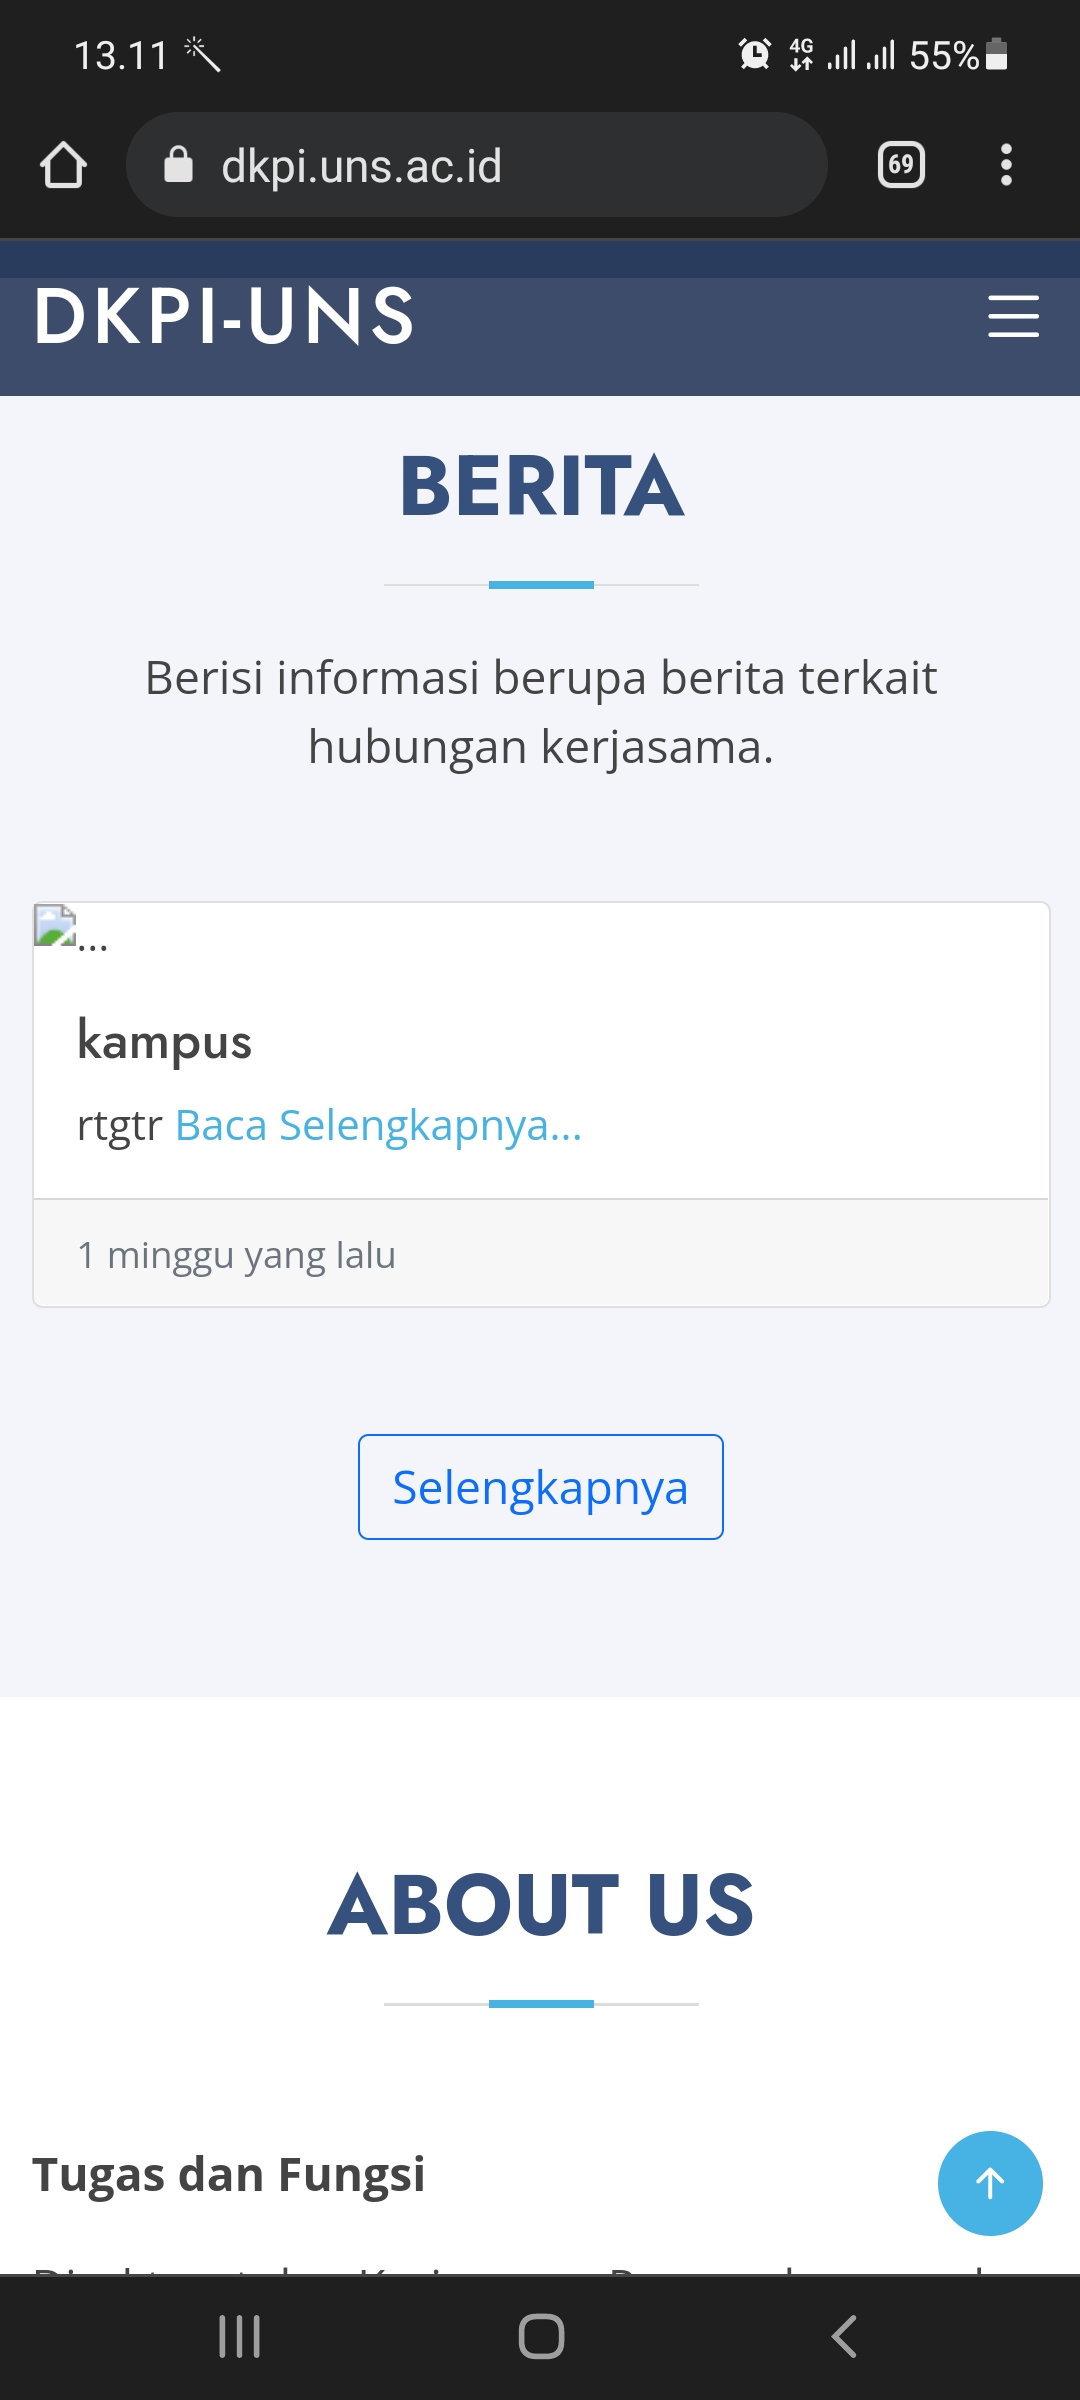 13.11
4G 55%
dkpi.uns.ac.id
69
DKPI-UNS
BERITA
Berisi informasi berupa berita terkait
hubungan kerjasama.
...
kampus
rtgtr Baca Selengkapnya...
1 minggu yang lalu
Selengkapnya
ABOUT US
Tugas dan Fungsi